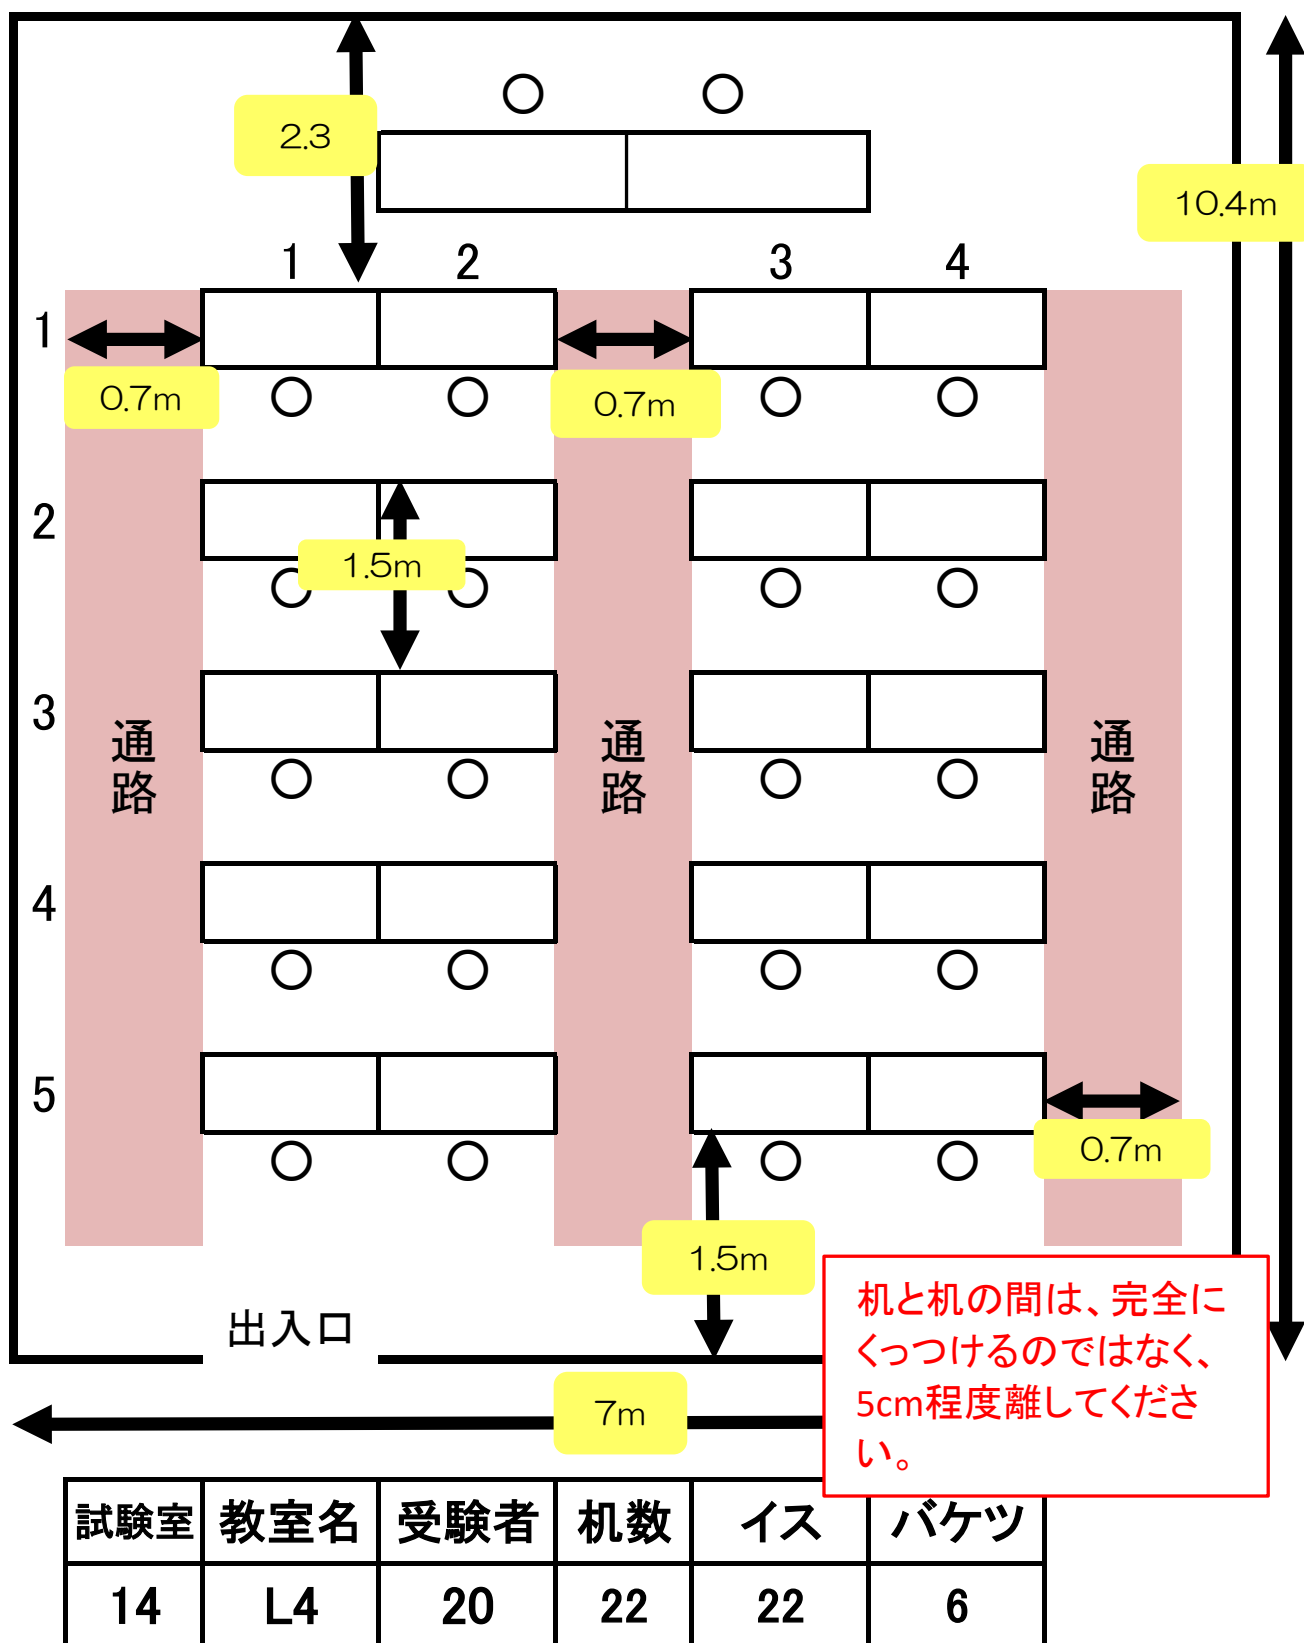 2.3
10.4m
1 2 3 4
1
0.7m 0.7m
2
1.5m
3
通路 通路 通路
4
5
0.7m
1.5m
出入口
机と机の間は、完全に
くっつけるのではなく、
5cm程度離してくださ
い。
7m
試験室 教室名 受験者 机数 イス バケツ
14 L4 20 22 22 6